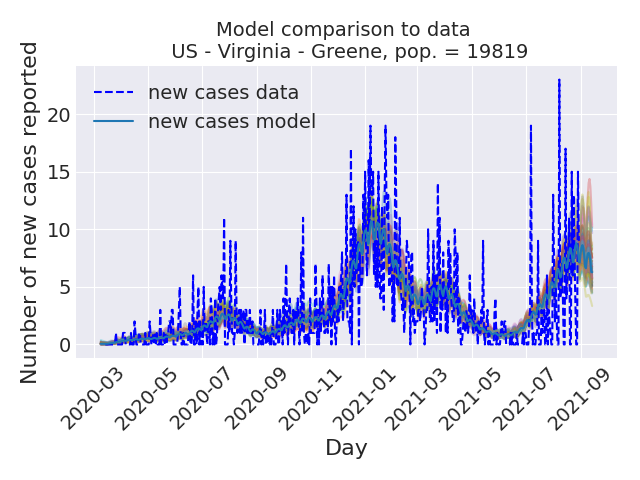 Model comparison to data
US - Virginia - Greene, pop. = 19819
Number of new cases reported
20
15
10
5
0
new cases data
new cases model
2020-03
2020-05
2020-07
2020-09
2020-11
2021-01
2021-03
2021-05
2021-07
2021-09
Day